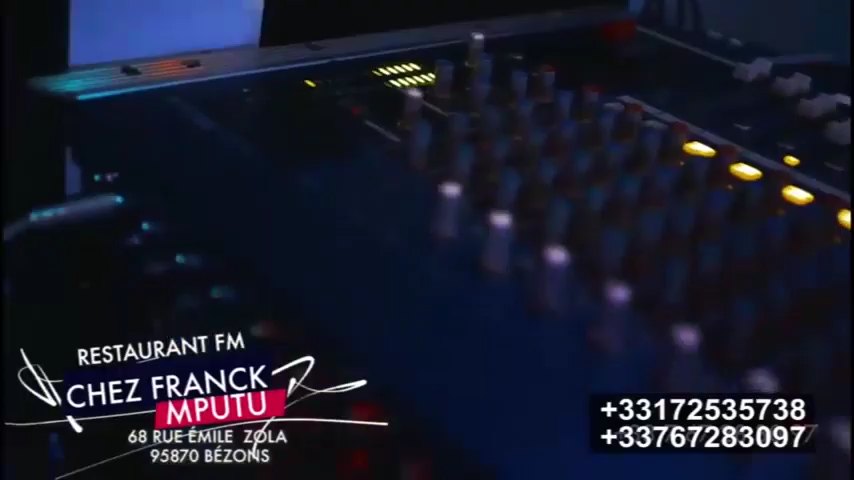 RESTAURANT FM
CHEZ FRANCK
MPUTU
68 RUE ÉMILE ZOLA
95870 BÉZONS
+33172535738
+33767283097